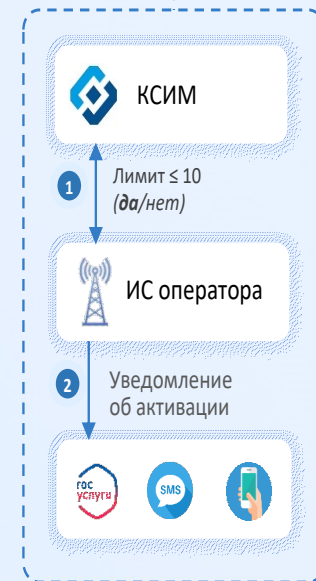 КСИМ
1
Лимит ≤ 10
(да/нет)
ИС оператора
2
Уведомление
об активации
гос
услуги
SMS